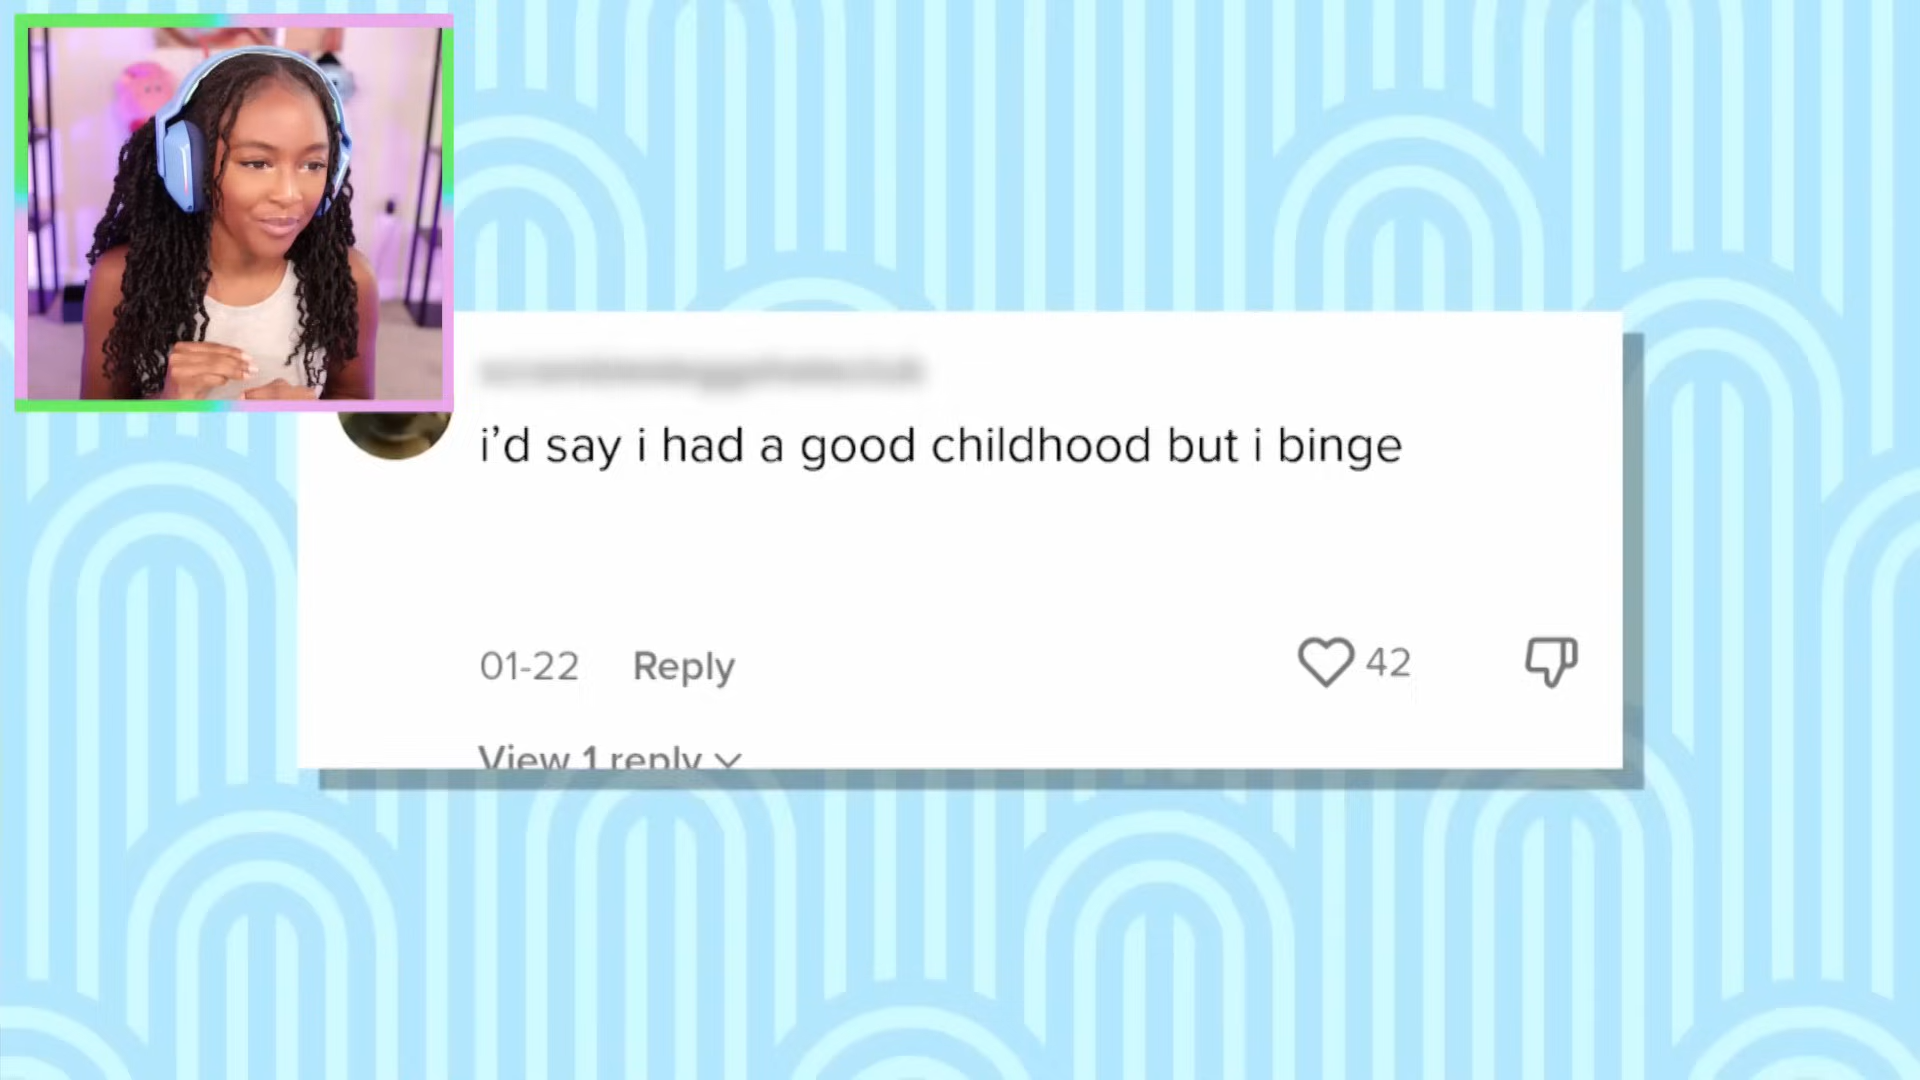 i’d say i had a good childhood but i binge
01-22 Reply 42
View 1 reply